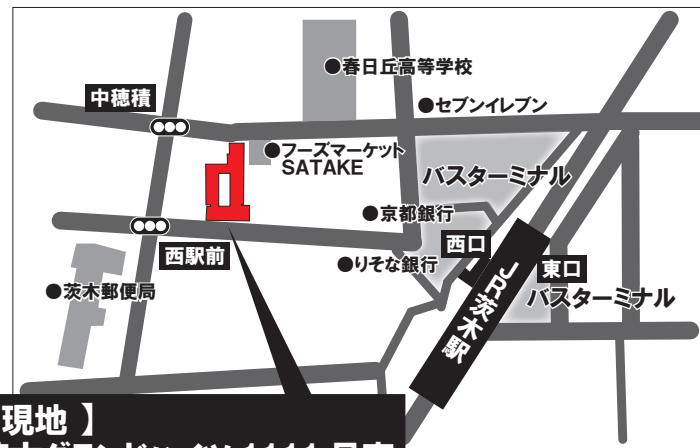 ●春日丘高等学校
中穂積
●セブンイレブン
●フーズマーケット
SATAKE
バスターミナル
●京都銀行
西口
西駅前
●りそな銀行
東口
●茨木郵便局
バスターミナル
JR茨木駅
現地 】